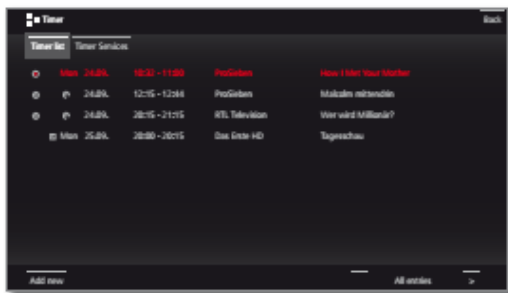 Timer
Back
Timer list Timer Services
Mon 24.09. 10:32 - 11:00 ProSieben How I Met Your Mother
24.09. 12:15 - 12:44 ProSieben Malcolm mittendrin
24.09. 20:15 - 21:15 RTL Television Wer wird Millionär?
Mon 25.09. 20:00 - 20:15 Das Erste HD Tagesschau
Add new All entries >